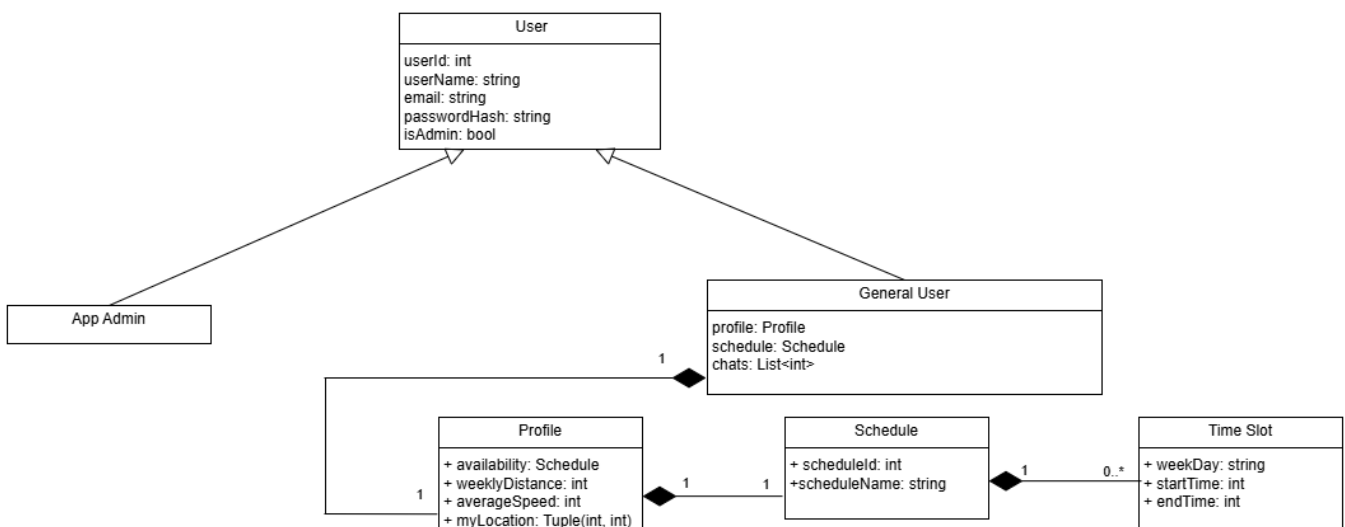 User
userId: int
userName: string
email: string
passwordHash: string
isAdmin: bool
App Admin
General User
profile: Profile
schedule: Schedule
chats: List<int>
1
Profile
+ availability: Schedule
+ weeklyDistance: int
+ averageSpeed: int
+ myLocation: Tuple(int, int)
1
1
1
Schedule
+ scheduleId: int
+scheduleName: string
1
0..*
Time Slot
+ weekDay: string
+ startTime: int
+ endTime: int